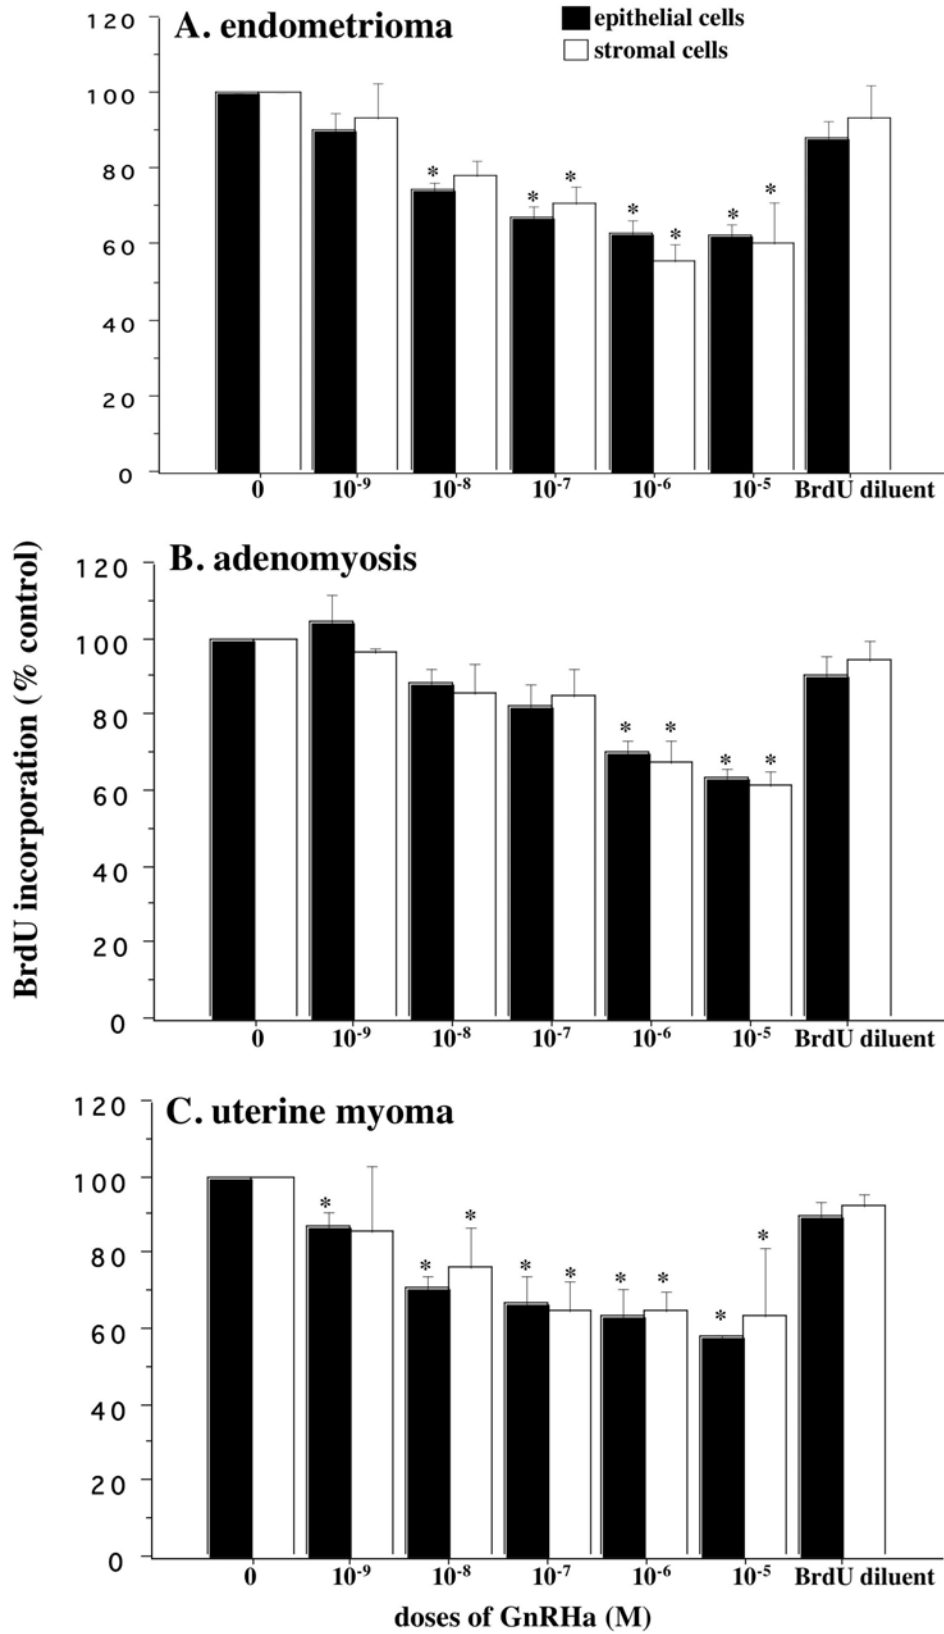 A. endometrioma
epithelial cells
stromal cells
120
100
80
60
40
20
0
0 10⁻⁹ 10⁻⁸ 10⁻⁷ 10⁻⁶ 10⁻⁵ BrdU diluent
* * * * * * *
BrdU incorporation (% control)
B. adenomyosis
120
100
80
60
40
20
0
* * * *
0 10⁻⁹ 10⁻⁸ 10⁻⁷ 10⁻⁶ 10⁻⁵ BrdU diluent
C. uterine myoma
120
100
80
60
40
20
0
* * * * * * * * *
0 10⁻⁹ 10⁻⁸ 10⁻⁷ 10⁻⁶ 10⁻⁵ BrdU diluent
doses of GnRHa (M)